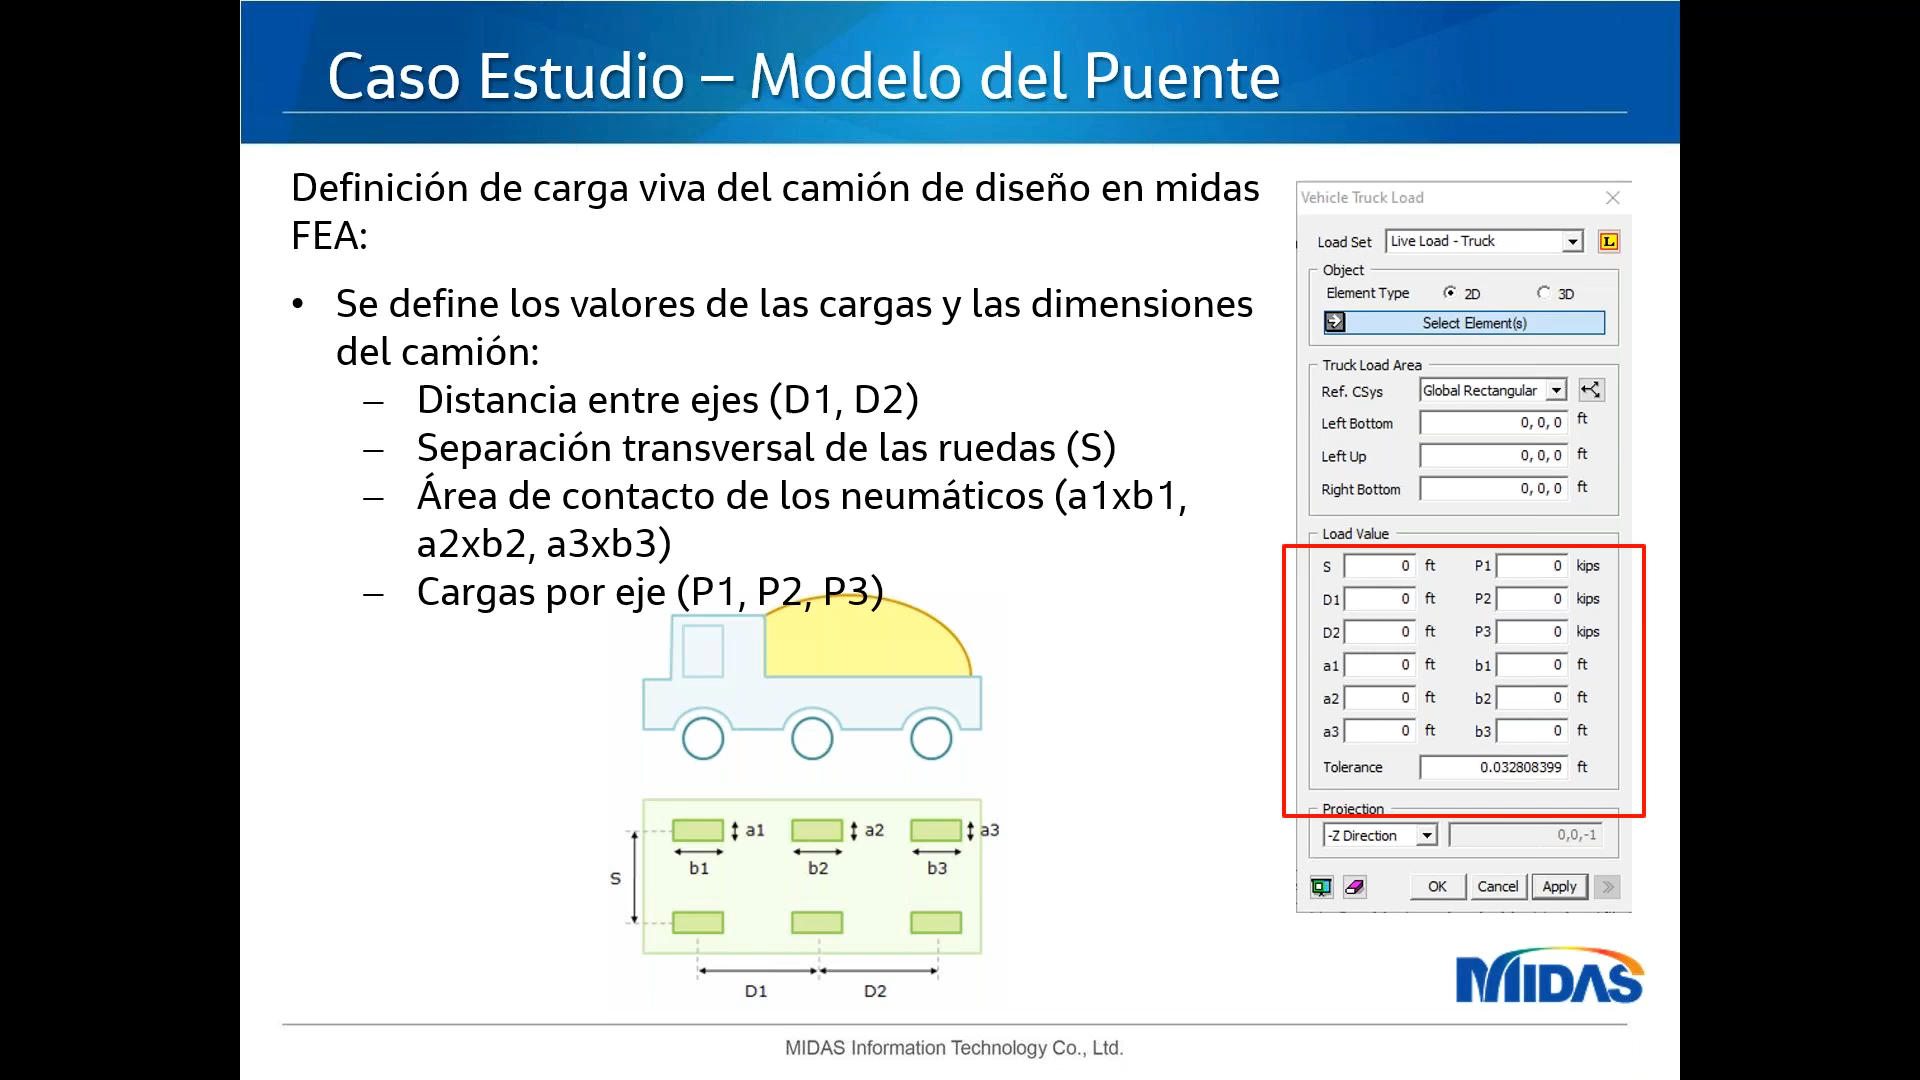 Caso Estudio – Modelo del Puente
Definición de carga viva del camión de diseño en midas
FEA:
• Se define los valores de las cargas y las dimensiones
del camión:
– Distancia entre ejes (D1, D2)
– Separación transversal de las ruedas (S)
– Área de contacto de los neumáticos (a1xb1,
a2xb2, a3xb3)
– Cargas por eje (P1, P2, P3)
a1 a2 a3
b1 b2 b3
S
D1 D2
Vehicle Truck Load
Load Set Live Load - Truck L
Object
Element Type 2D 3D
Select Element(s)
Truck Load Area
Ref. CSys Global Rectangular
Left Bottom 0, 0, 0 ft
Left Up 0, 0, 0 ft
Right Bottom 0, 0, 0 ft
Load Value
S 0 ft P1 0 kips
D1 0 ft P2 0 kips
D2 0 ft P3 0 kips
a1 0 ft b1 0 ft
a2 0 ft b2 0 ft
a3 0 ft b3 0 ft
Tolerance 0.032808399 ft
Projection
-Z Direction 0,0,-1
OK Cancel Apply >>
MIDAS
MIDAS Information Technology Co., Ltd.